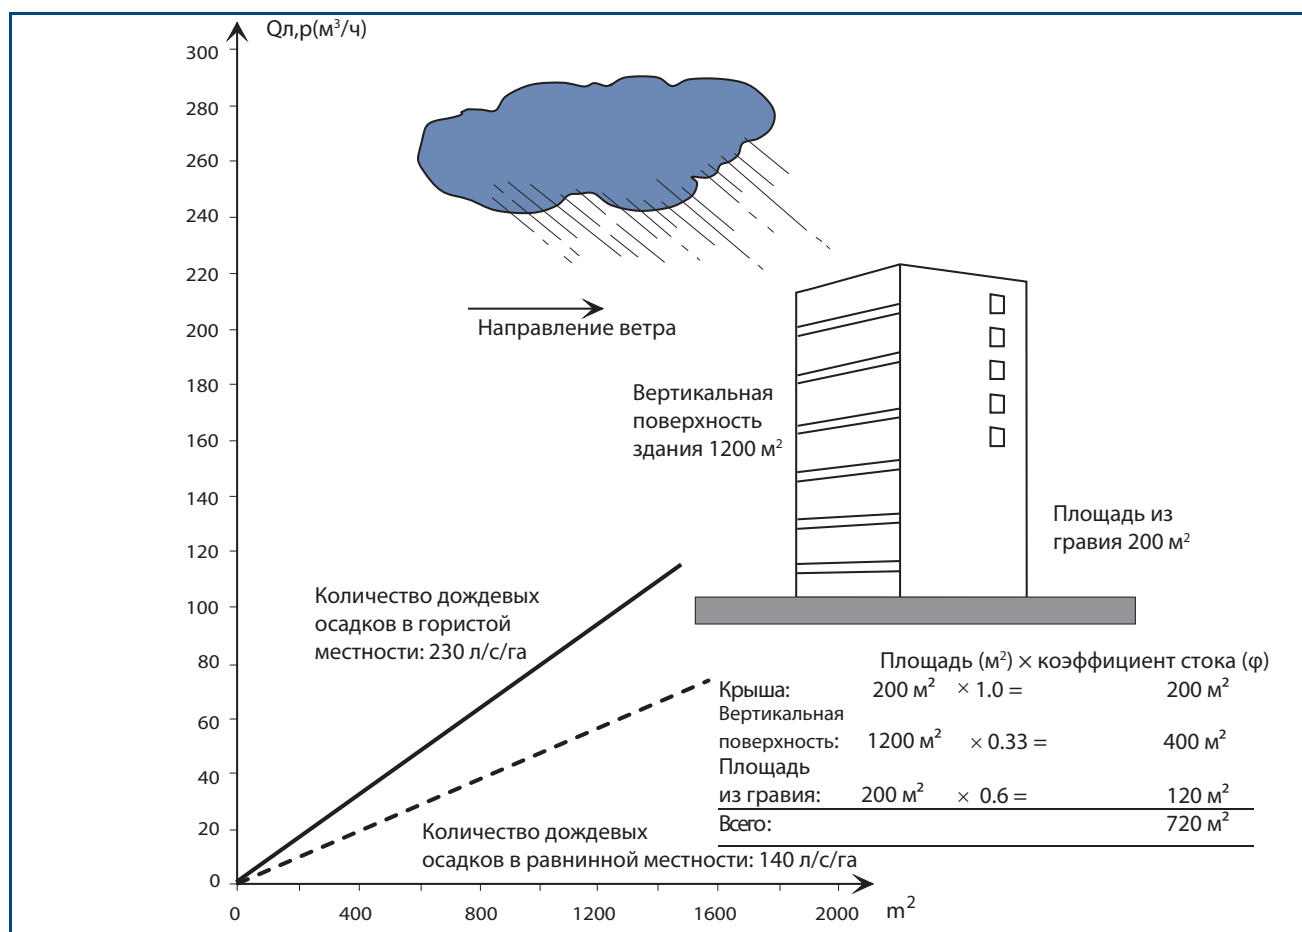 Qл,р(м³/ч)
300
280
260
240
220
200
180
160
140
120
100
80
60
40
20
0
0
400
800
1200
1600
2000
m²
Направление ветра
Вертикальная
поверхность
здания 1200 м²
Площадь из
гравия 200 м²
Количество дождевых
осадков в гористой
местности: 230 л/с/га
Количество дождевых
осадков в равнинной местности: 140 л/с/га
Площадь (м²) × коэффициент стока (φ)
Крыша: 200 м² × 1.0 = 200 м²
Вертикальная
поверхность: 1200 м² × 0.33 = 400 м²
Площадь
из гравия: 200 м² × 0.6 = 120 м²
Всего: 720 м²